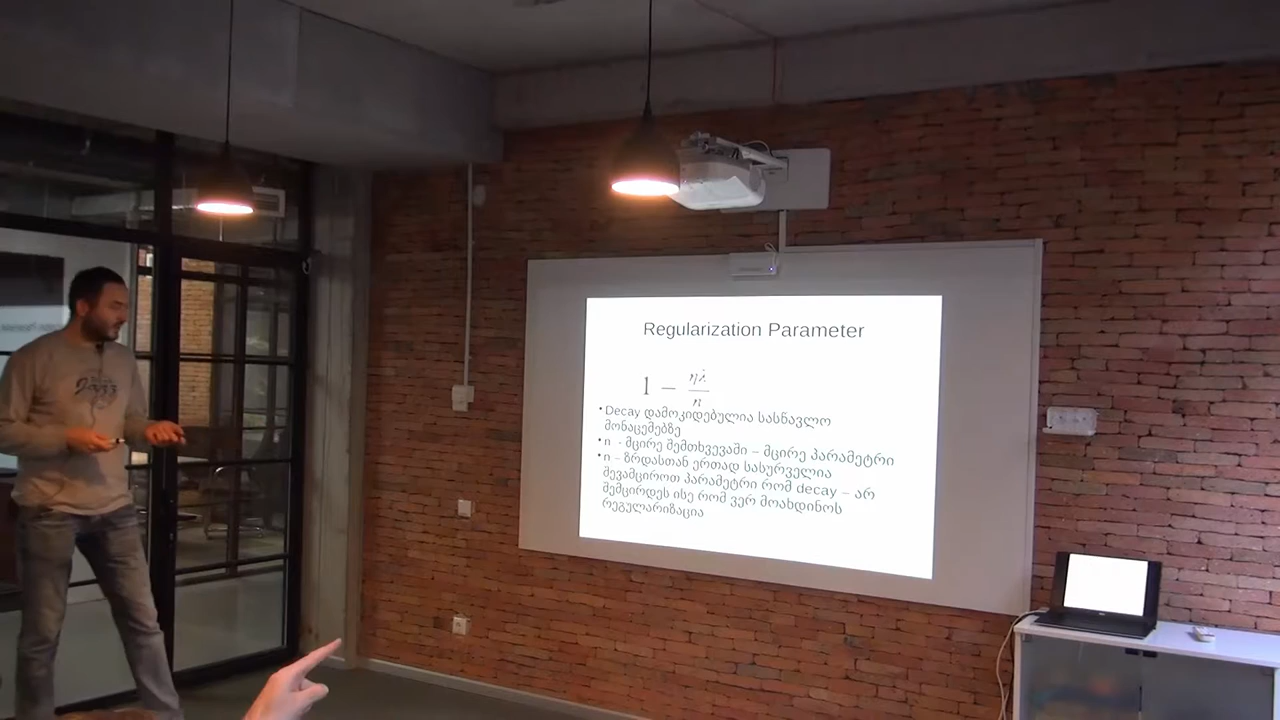 Regularization Parameter
1 − ηλ/n
• Decay დამოკიდებულია სასწავლო
მონაცემებზე
• n - მცირე შემთხვევაში – მცირე პარამეტრი
• n – ზრდასთან ერთად სასურველია
შევამციროთ პარამეტრი რომ decay – არ
შემცირდეს ისე რომ ვერ მოახდინოს
რეგულარიზაცია
Jazz